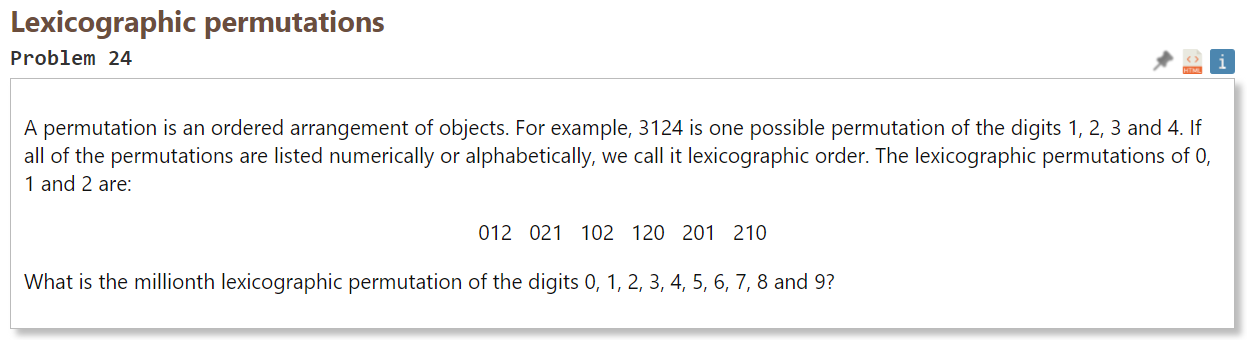 Lexicographic permutations
Problem 24
HTML
i
A permutation is an ordered arrangement of objects. For example, 3124 is one possible permutation of the digits 1, 2, 3 and 4. If
all of the permutations are listed numerically or alphabetically, we call it lexicographic order. The lexicographic permutations of 0,
1 and 2 are:
012 021 102 120 201 210
What is the millionth lexicographic permutation of the digits 0, 1, 2, 3, 4, 5, 6, 7, 8 and 9?